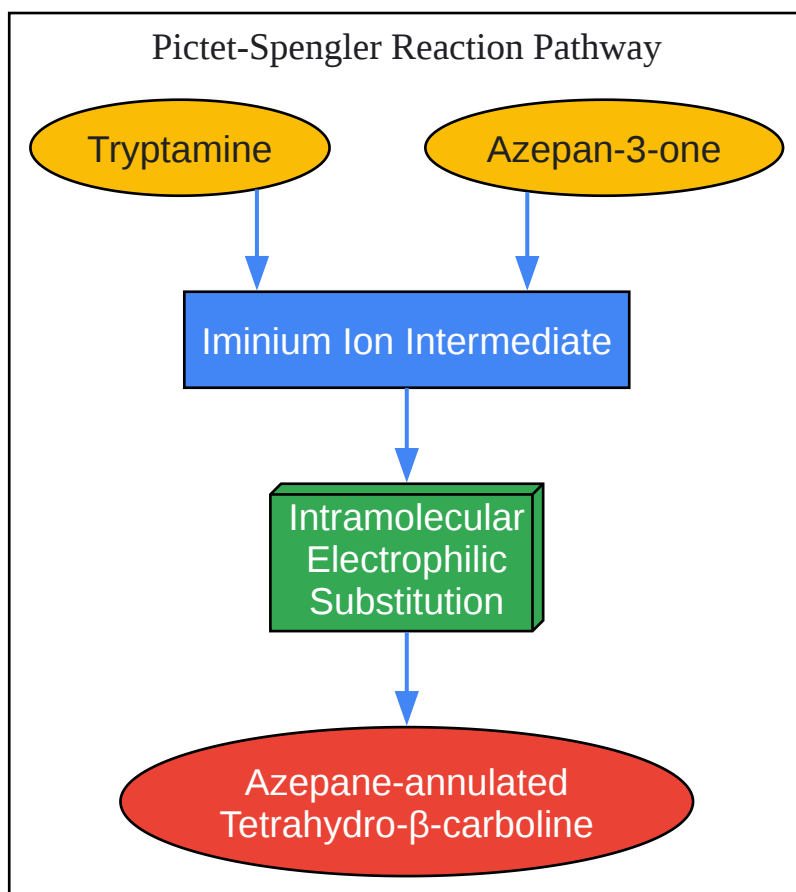 Pictet-Spengler Reaction Pathway
Tryptamine
Azepan-3-one
Iminium Ion Intermediate
Intramolecular
Electrophilic
Substitution
Azepane-annulated
Tetrahydro-β-carboline